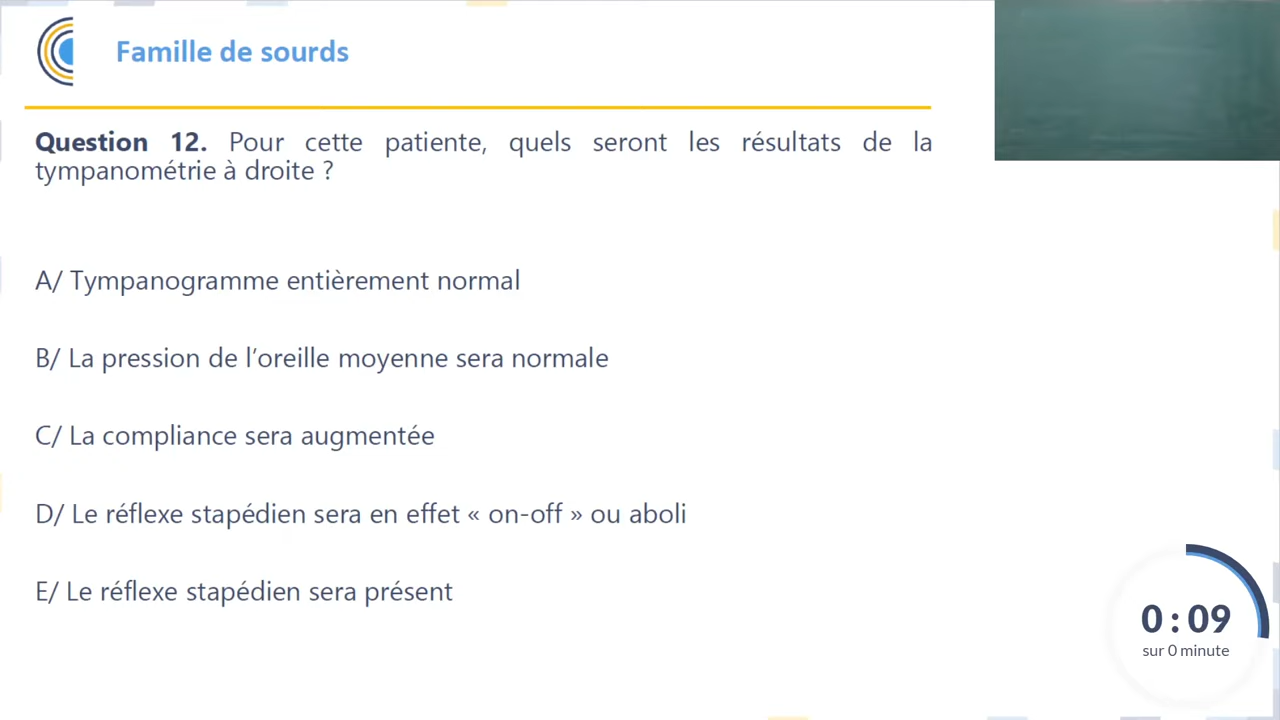 Famille de sourds
Question 12. Pour cette patiente, quels seront les résultats de la
tympanométrie à droite ?
A/ Tympanogramme entièrement normal
B/ La pression de l’oreille moyenne sera normale
C/ La compliance sera augmentée
D/ Le réflexe stapédien sera en effet « on-off » ou aboli
E/ Le réflexe stapédien sera présent
0 : 09
sur 0 minute